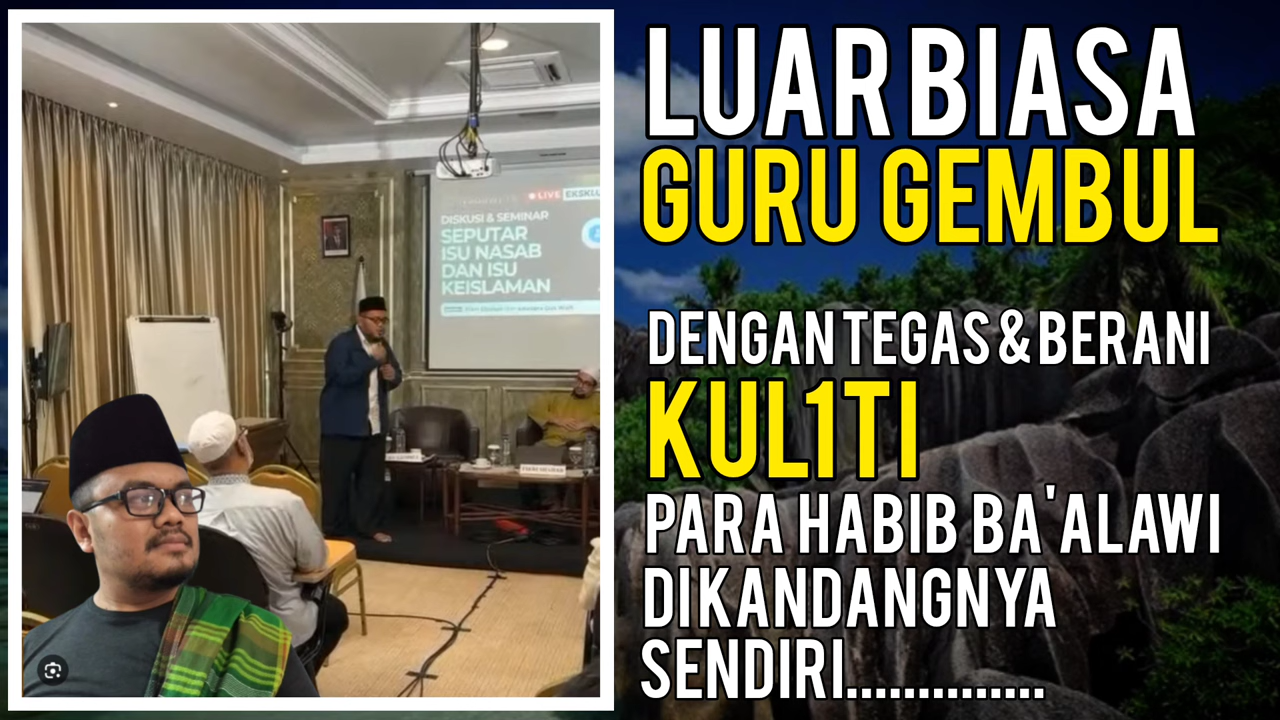 LIVE EKSKLU
DISKUSI & SEMINAR
SEPUTAR
ISU NASAB
DAN ISU
KEISLAMAN
LUAR BIASA
GURU GEMBUL
DENGAN TEGAS & BERANI
KUL1TI
PARA HABIB BA'ALAWI
DIKANDANGNYA
SENDIRI..............